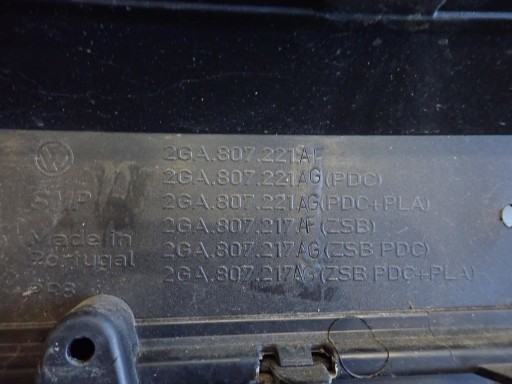 2GA.807.221AF
2GA.807.221AG(PDC)
2GA.807.221AG(PDC+PLA)
2GA.807.217AF(ZSB)
2GA.807.217AG(ZSB PDC)
2GA.807.217AG(ZSB PDC+PLA)
Made in
Portugal